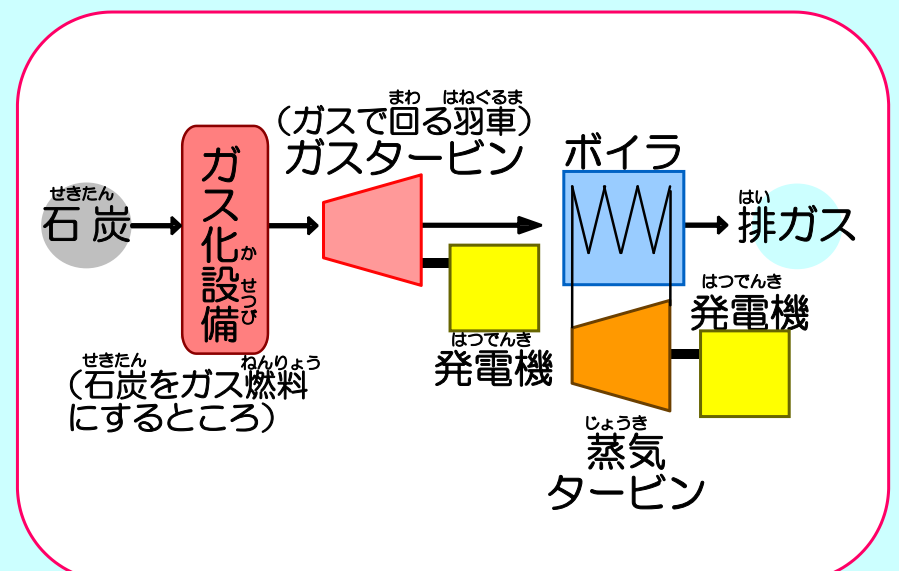 せきたん
石炭
ガス化設備
か
せつび
せきたん ねんりょう
（石炭をガス燃料
にするところ）
まわ はねぐるま
（ガスで回る羽車）
ガスタービン
はつでんき
発電機
ボイラ
はい
排ガス
はつでんき
発電機
じょうき
蒸気
タービン